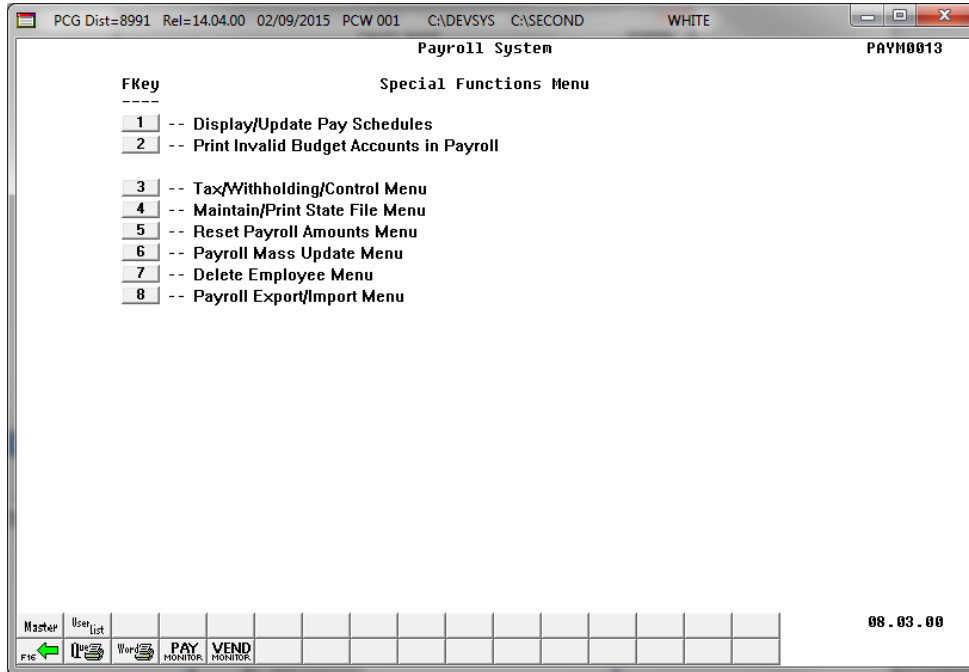 PCG Dist=8991 Rel=14.04.00 02/09/2015 PCW 001 C:\DEVSYS C:\SECOND WHITE
Payroll System PAYM0013
FKey Special Functions Menu
----
1 -- Display/Update Pay Schedules
2 -- Print Invalid Budget Accounts in Payroll
3 -- Tax/Withholding/Control Menu
4 -- Maintain/Print State File Menu
5 -- Reset Payroll Amounts Menu
6 -- Payroll Mass Update Menu
7 -- Delete Employee Menu
8 -- Payroll Export/Import Menu
Master User List 08.03.00
F16 Que Word PAY MONITOR VEND MONITOR